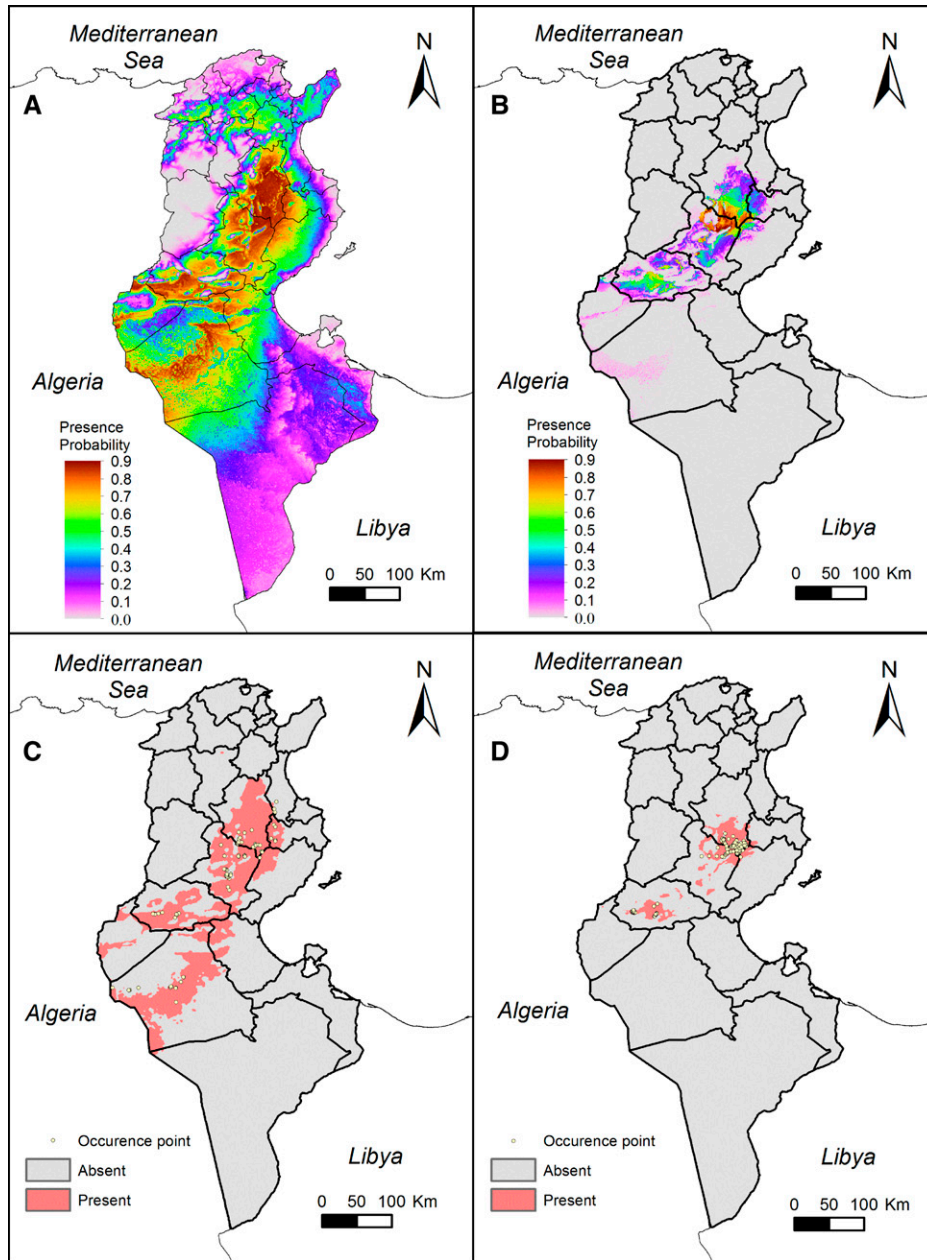 Mediterranean
Sea
N
A
Algeria
Presence
Probability
0.9
0.8
0.7
0.6
0.5
0.4
0.3
0.2
0.1
0.0
Libya
0 50 100 Km
Mediterranean
Sea
N
B
Algeria
Presence
Probability
0.9
0.8
0.7
0.6
0.5
0.4
0.3
0.2
0.1
0.0
Libya
0 50 100 Km
Mediterranean
Sea
N
C
Algeria
Occurence point
Absent
Present
Libya
0 50 100 Km
Mediterranean
Sea
N
D
Algeria
Occurence point
Absent
Present
Libya
0 50 100 Km